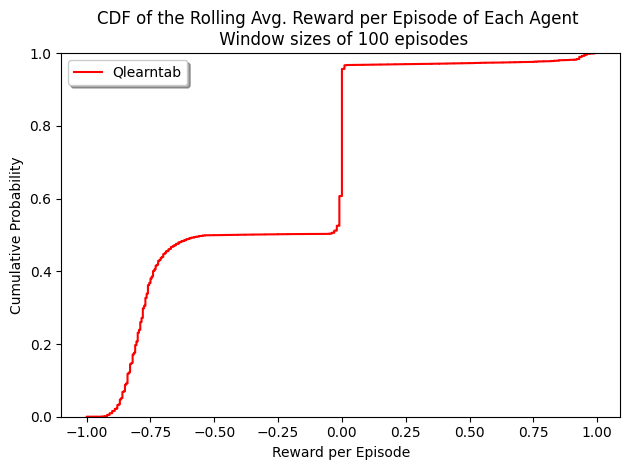 CDF of the Rolling Avg. Reward per Episode of Each Agent
Window sizes of 100 episodes
Qlearntab
1.0
0.8
0.6
0.4
0.2
0.0
Cumulative Probability
−1.00 −0.75 −0.50 −0.25 0.00 0.25 0.50 0.75 1.00
Reward per Episode